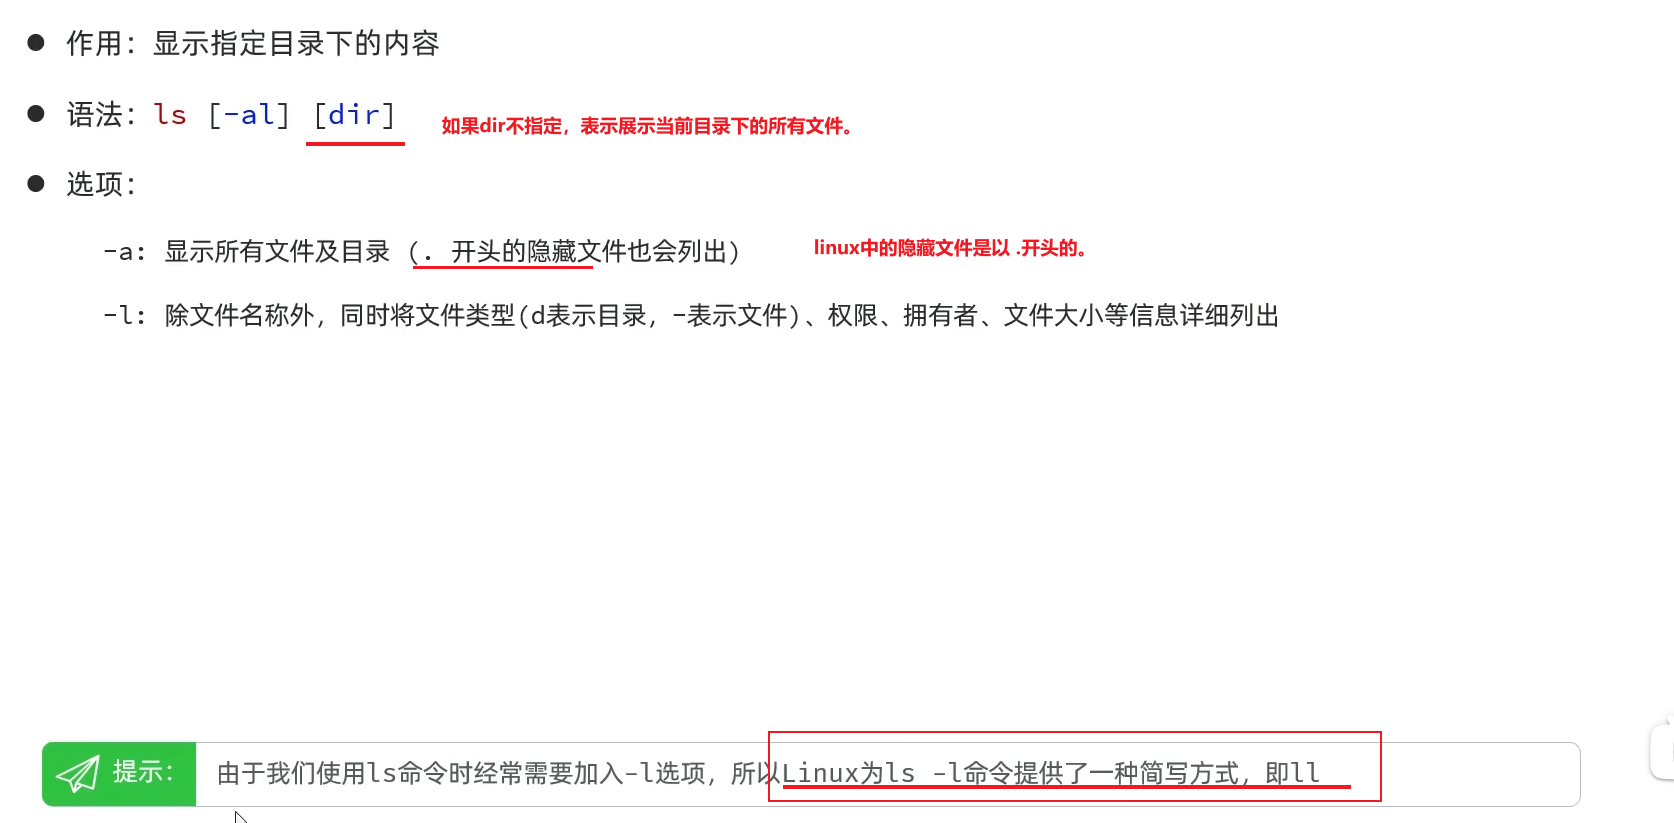 ● 作用：显示指定目录下的内容
● 语法：ls [-al] [dir] 如果dir不指定，表示展示当前目录下的所有文件。
● 选项：
-a: 显示所有文件及目录 (. 开头的隐藏文件也会列出) linux中的隐藏文件是以 .开头的。
-l: 除文件名称外，同时将文件类型(d表示目录，-表示文件)、权限、拥有者、文件大小等信息详细列出
提示： 由于我们使用ls命令时经常需要加入-l选项，所以Linux为ls -l命令提供了一种简写方式，即ll